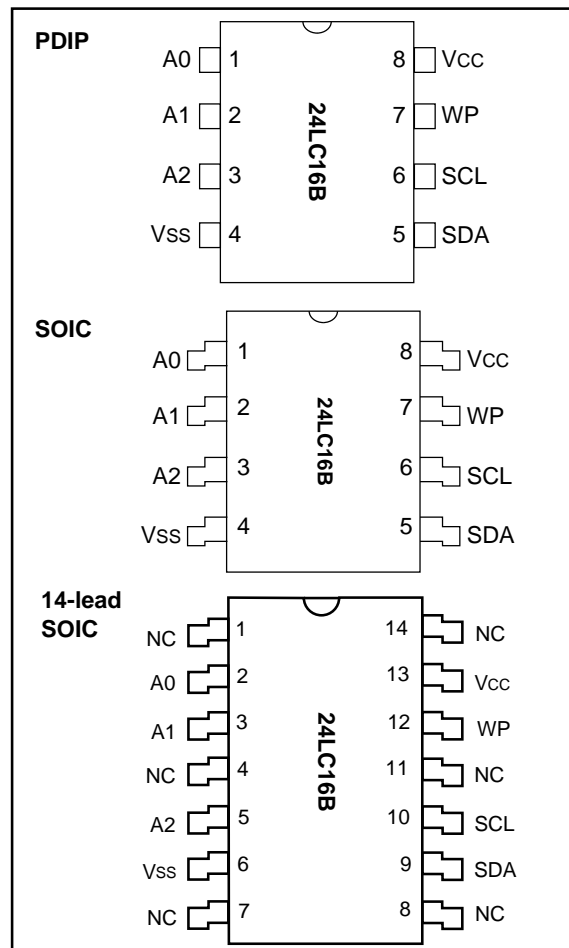 PDIP
A0 1 8 VCC
A1 2 7 WP
A2 3 6 SCL
VSS 4 5 SDA
24LC16B
SOIC
A0 1 8 VCC
A1 2 7 WP
A2 3 6 SCL
VSS 4 5 SDA
24LC16B
14-lead
SOIC
NC 1 14 NC
A0 2 13 VCC
A1 3 12 WP
NC 4 11 NC
A2 5 10 SCL
VSS 6 9 SDA
NC 7 8 NC
24LC16B